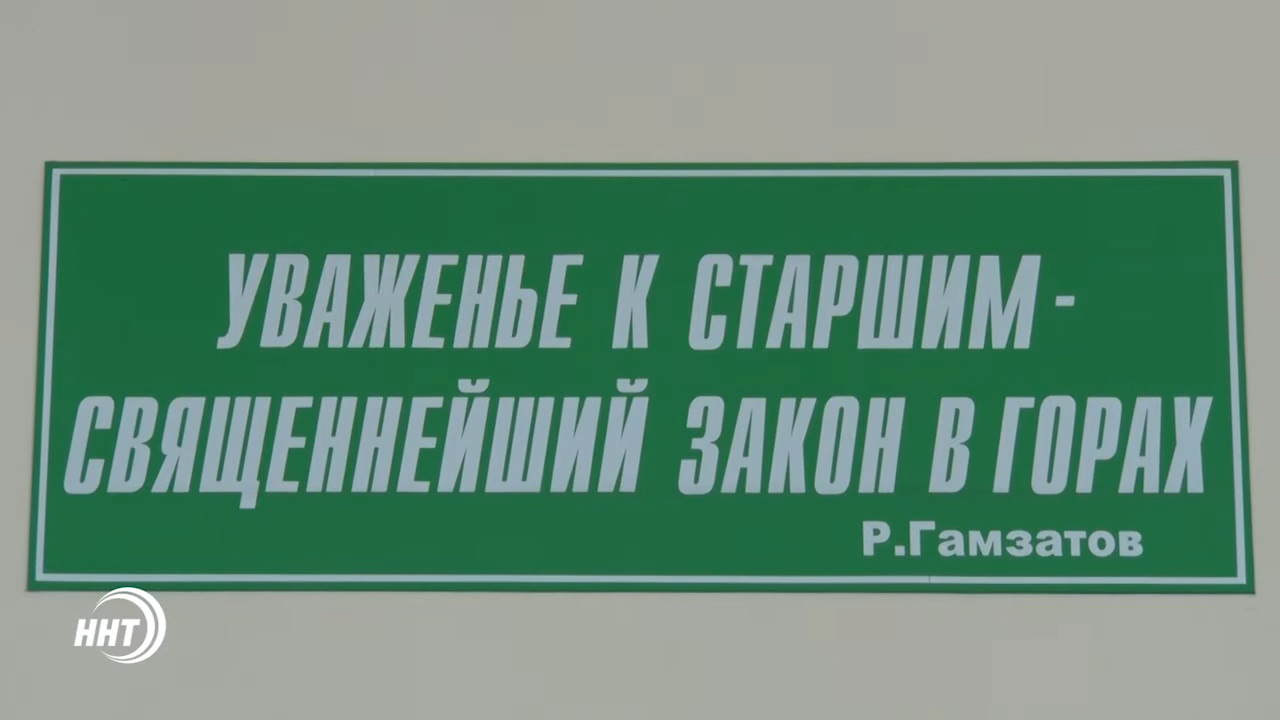 УВАЖЕНЬЕ К СТАРШИМ -
СВЯЩЕННЕЙШИЙ ЗАКОН В ГОРАХ
Р.Гамзатов
ННТ